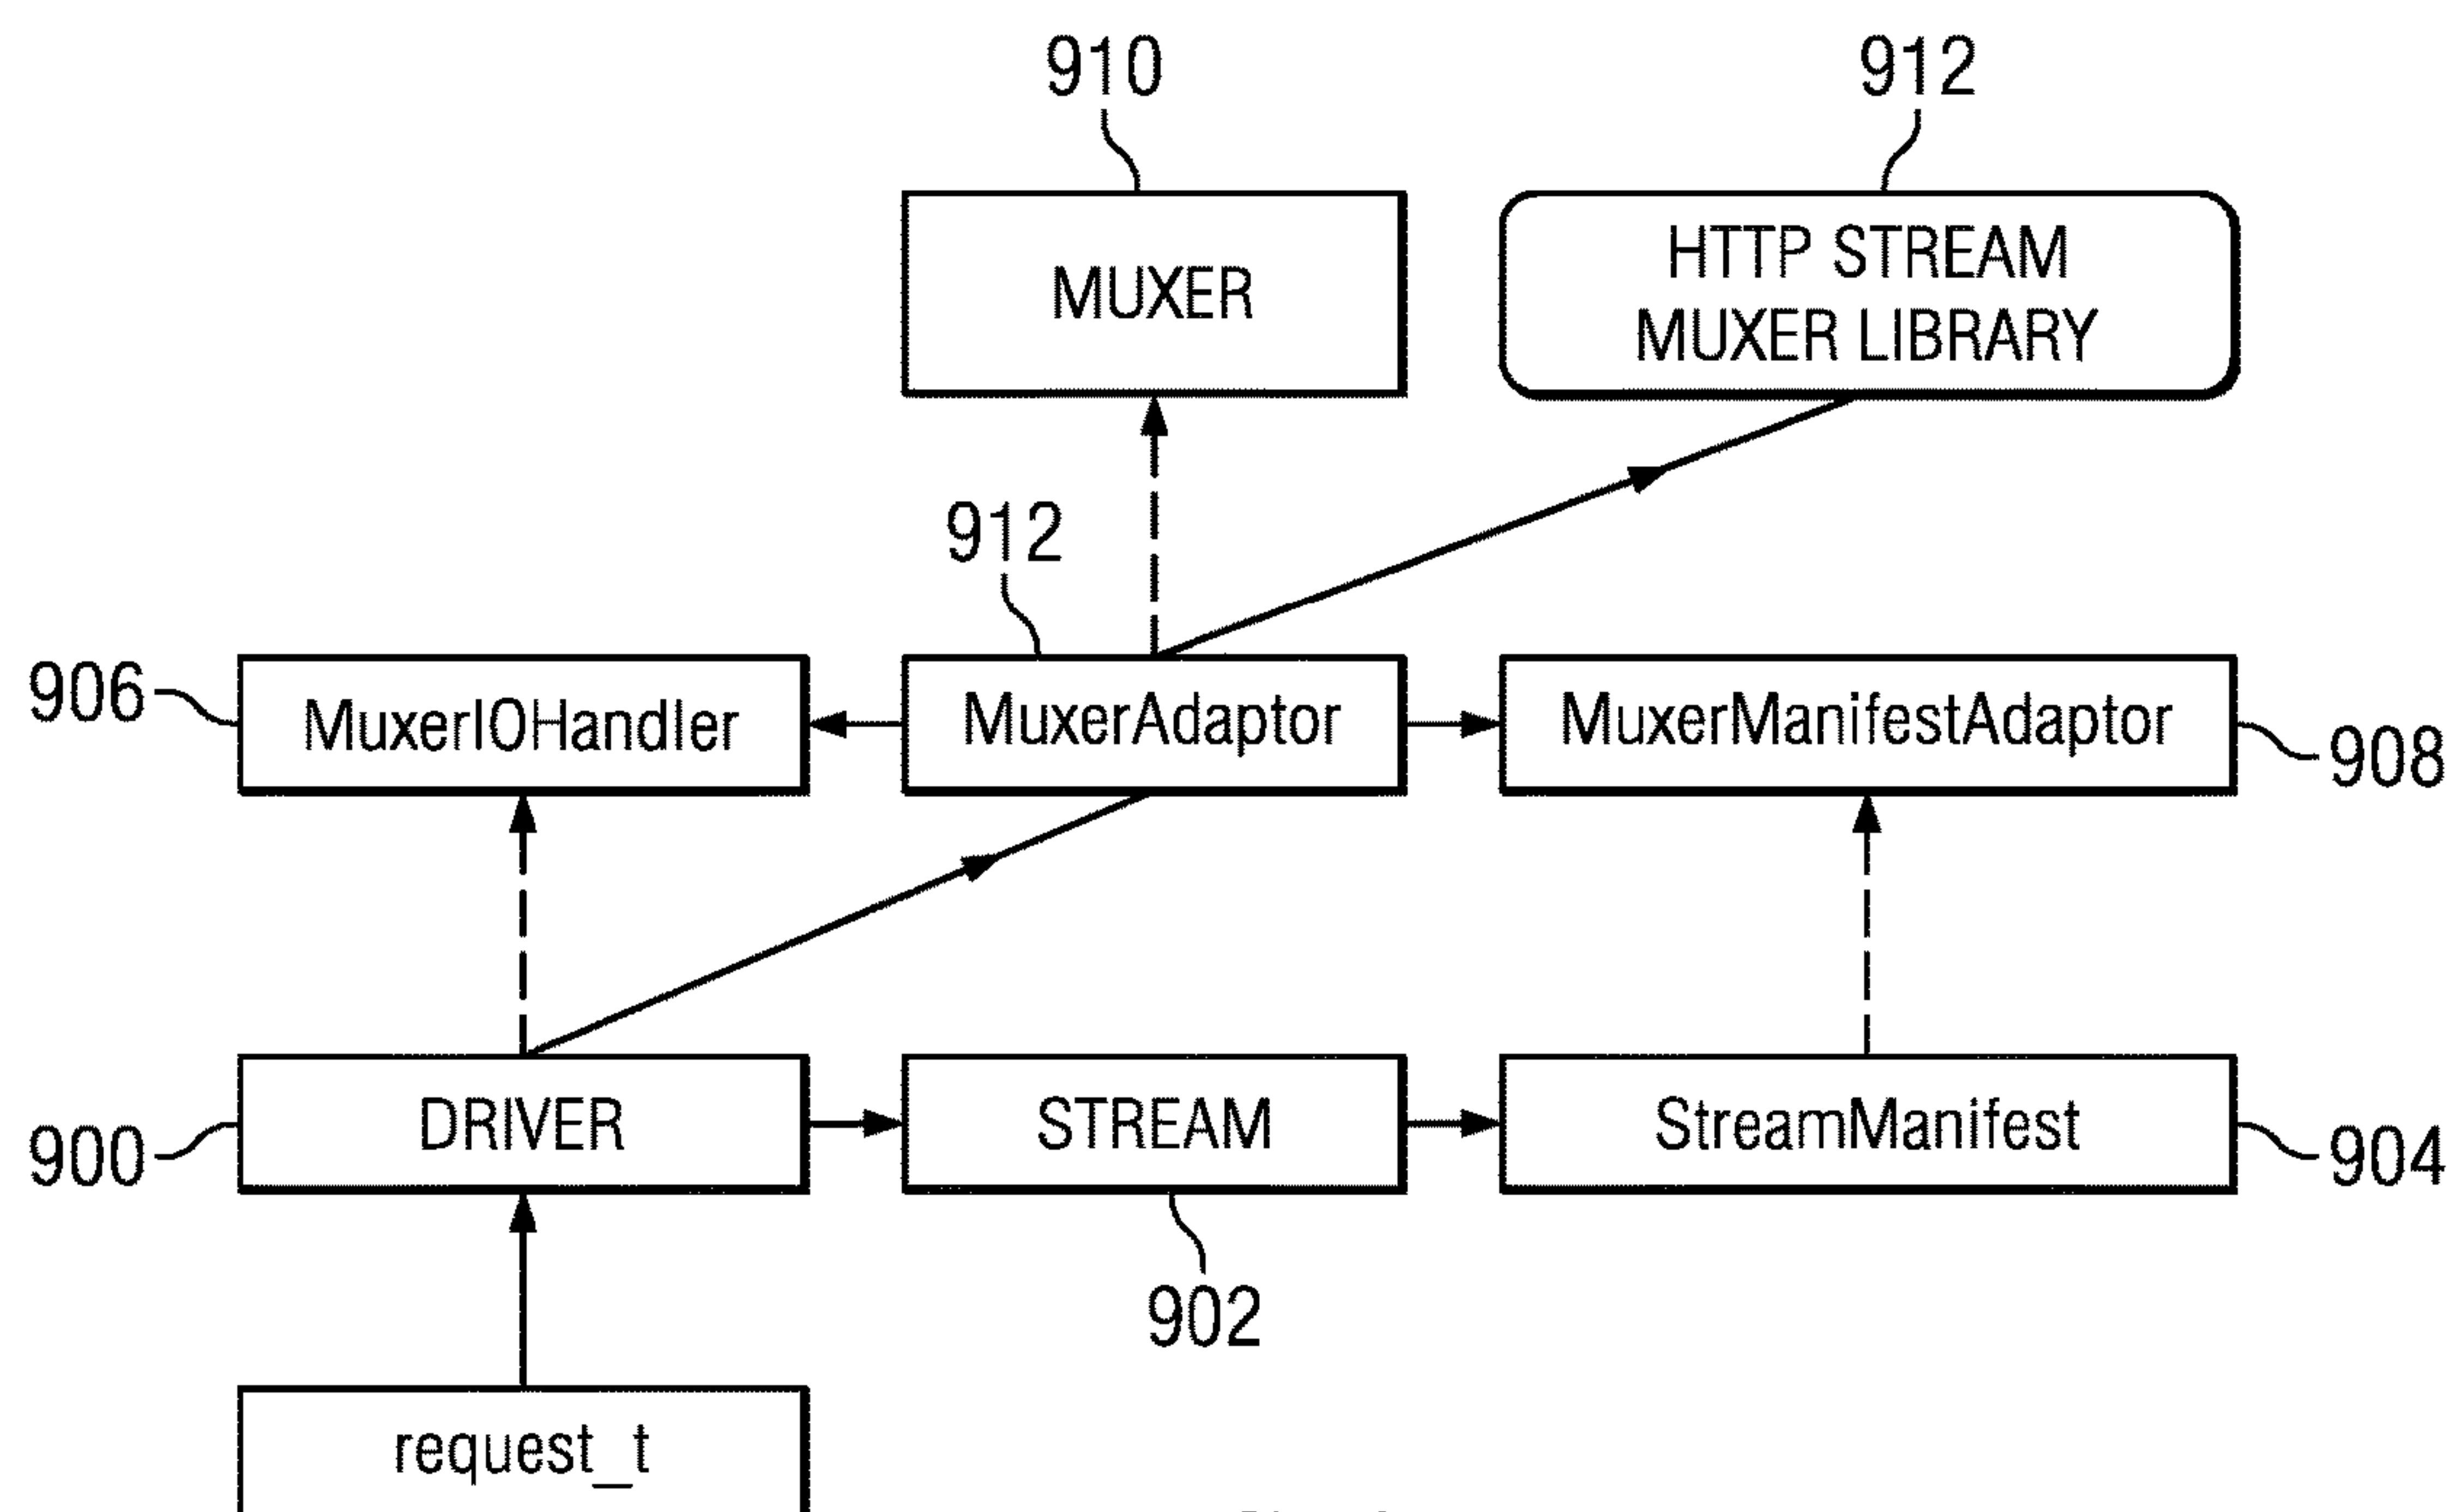 910
912
MUXER
HTTP STREAM
MUXER LIBRARY
912
906
MuxerIOHandler
MuxerAdaptor
MuxerManifestAdaptor
908
900
DRIVER
STREAM
StreamManifest
904
902
request_t